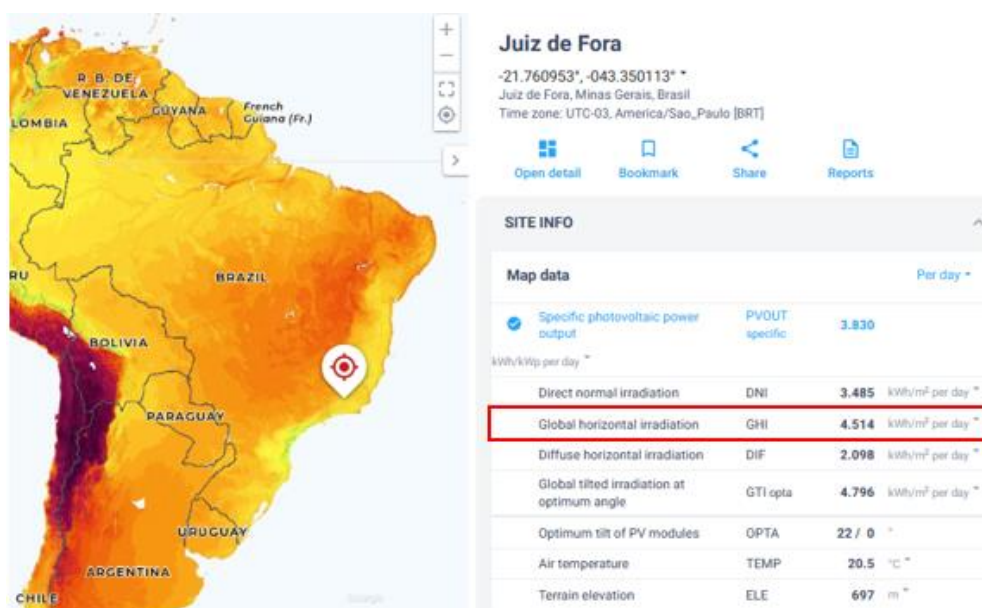 R. B. DE
VENEZUELA
GUYANA
French
Guiana (Fr.)
LOMBIA
RU
BRAZIL
BOLIVIA
PARAGUAY
URUGUAY
ARGENTINA
CHILE
Juiz de Fora
-21.760953°, -043.350113°
Juiz de Fora, Minas Gerais, Brasil
Time zone: UTC-03, America/Sao_Paulo [BRT]
Open detail Bookmark Share Reports
SITE INFO
Map data Per day
Specific photovoltaic power output PVOUT specific 3.830
kWh/kWp per day
Direct normal irradiation DNI 3.485 kWh/m² per day
Global horizontal irradiation GHI 4.514 kWh/m² per day
Diffuse horizontal irradiation DIF 2.098 kWh/m² per day
Global tilted irradiation at optimum angle GTI opta 4.796 kWh/m² per day
Optimum tilt of PV modules OPTA 22 / 0 °
Air temperature TEMP 20.5 °C
Terrain elevation ELE 697 m